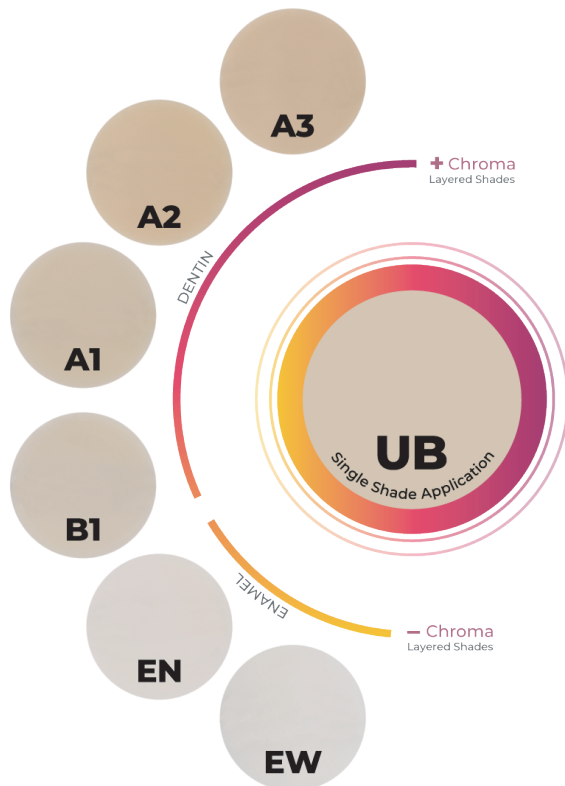 A3
A2
A1
B1
EN
EW
DENTIN
ENAMEL
+ Chroma
Layered Shades
UB
Single Shade Application
− Chroma
Layered Shades